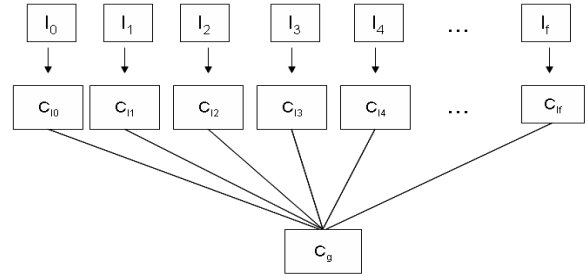 I0 I1 I2 I3 I4 ... If
CI0 CI1 CI2 CI3 CI4 ... CIf
Cg